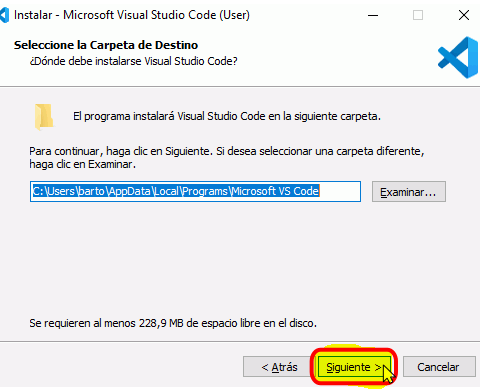 Instalar - Microsoft Visual Studio Code (User)
Seleccione la Carpeta de Destino
¿Dónde debe instalarse Visual Studio Code?
El programa instalará Visual Studio Code en la siguiente carpeta.
Para continuar, haga clic en Siguiente. Si desea seleccionar una carpeta diferente,
haga clic en Examinar.
C:\Users\barto\AppData\Local\Programs\Microsoft VS Code
Examinar...
Se requieren al menos 228,9 MB de espacio libre en el disco.
< Atrás
Siguiente >
Cancelar